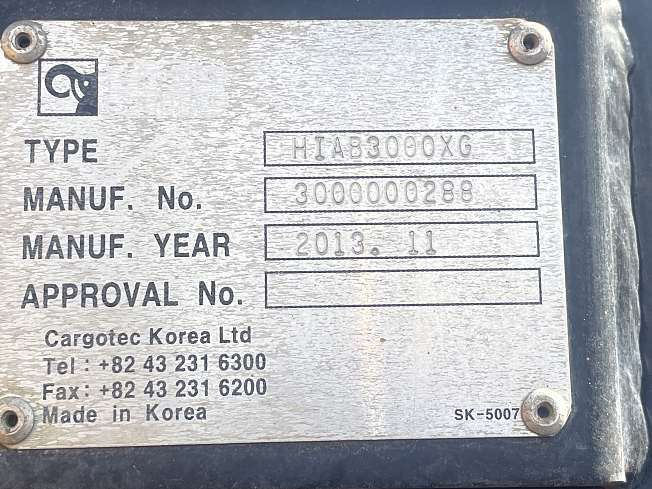 TYPE HIAB3000XG
MANUF. No. 3000000288
MANUF. YEAR 2013. 11
APPROVAL No.
Cargotec Korea Ltd
Tel : +82 43 231 6300
Fax: +82 43 231 6200
Made in Korea SK-5007